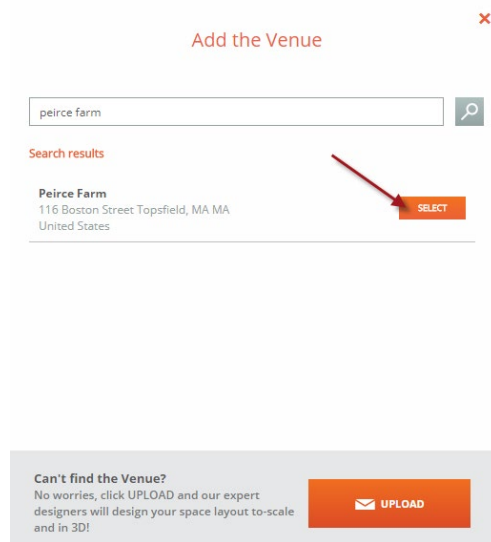 Add the Venue
peirce farm
Search results
Peirce Farm
116 Boston Street Topsfield, MA MA
United States
SELECT
Can't find the Venue?
No worries, click UPLOAD and our expert
designers will design your space layout to-scale
and in 3D!
UPLOAD